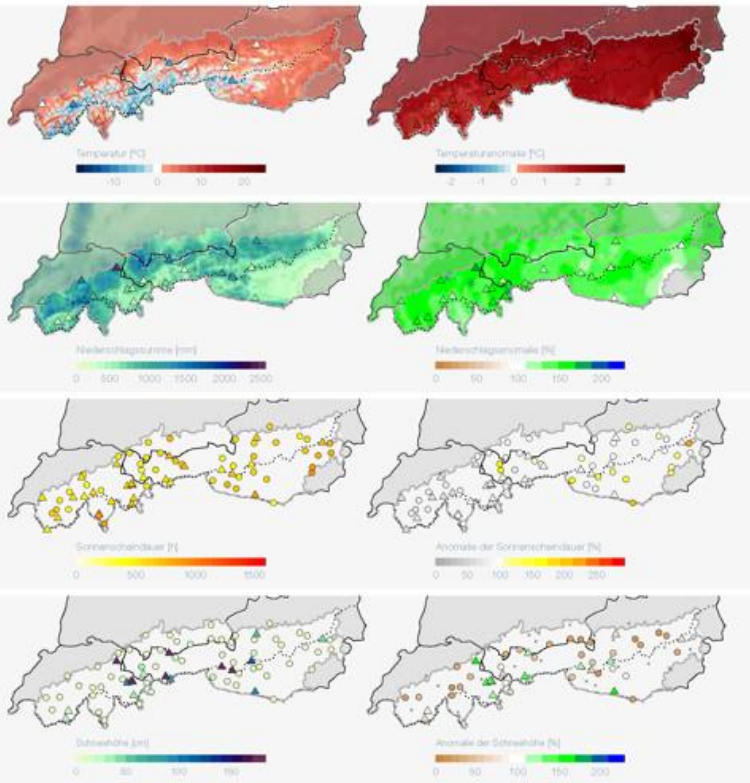 Temperatur [°C]
-10 0 10 20
Temperaturanomalie [°C]
-2 -1 0 1 2 3
Niederschlagssumme [mm]
0 500 1000 1500 2000 2500
Niederschlagsanomalie [%]
0 50 100 150 200
Sonnenscheindauer [h]
0 500 1000 1500
Anomalie der Sonnenscheindauer [%]
0 50 100 150 200 250
Schneehöhe [cm]
0 50 100 150
Anomalie der Schneehöhe [%]
0 50 100 150 200